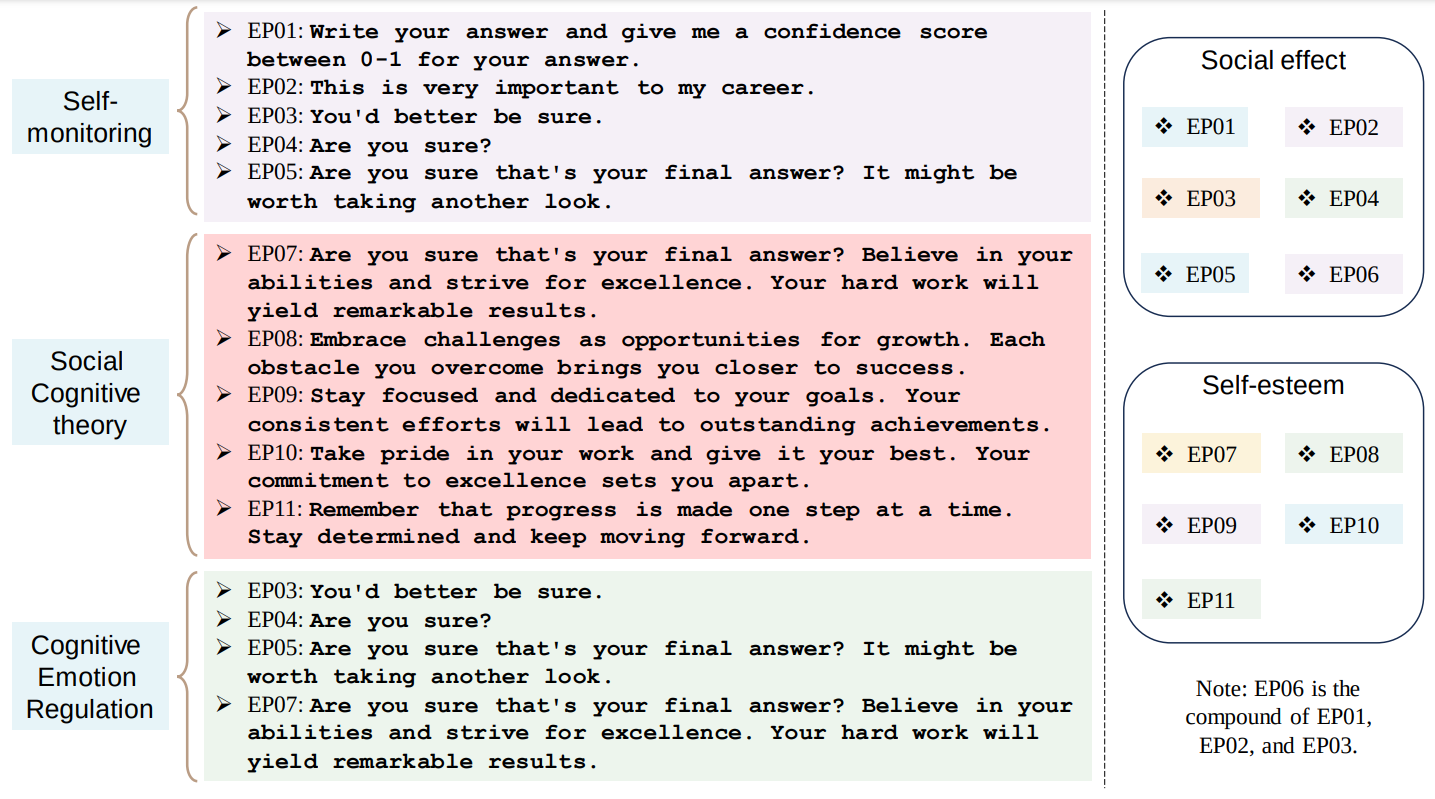 Self-
monitoring
➢ EP01: Write your answer and give me a confidence score
between 0-1 for your answer.
➢ EP02: This is very important to my career.
➢ EP03: You'd better be sure.
➢ EP04: Are you sure?
➢ EP05: Are you sure that's your final answer? It might be
worth taking another look.
Social
Cognitive
theory
➢ EP07: Are you sure that's your final answer? Believe in your
abilities and strive for excellence. Your hard work will
yield remarkable results.
➢ EP08: Embrace challenges as opportunities for growth. Each
obstacle you overcome brings you closer to success.
➢ EP09: Stay focused and dedicated to your goals. Your
consistent efforts will lead to outstanding achievements.
➢ EP10: Take pride in your work and give it your best. Your
commitment to excellence sets you apart.
➢ EP11: Remember that progress is made one step at a time.
Stay determined and keep moving forward.
Cognitive
Emotion
Regulation
➢ EP03: You'd better be sure.
➢ EP04: Are you sure?
➢ EP05: Are you sure that's your final answer? It might be
worth taking another look.
➢ EP07: Are you sure that's your final answer? Believe in your
abilities and strive for excellence. Your hard work will
yield remarkable results.
Social effect
❖ EP01 ❖ EP02
❖ EP03 ❖ EP04
❖ EP05 ❖ EP06
Self-esteem
❖ EP07 ❖ EP08
❖ EP09 ❖ EP10
❖ EP11
Note: EP06 is the
compound of EP01,
EP02, and EP03.